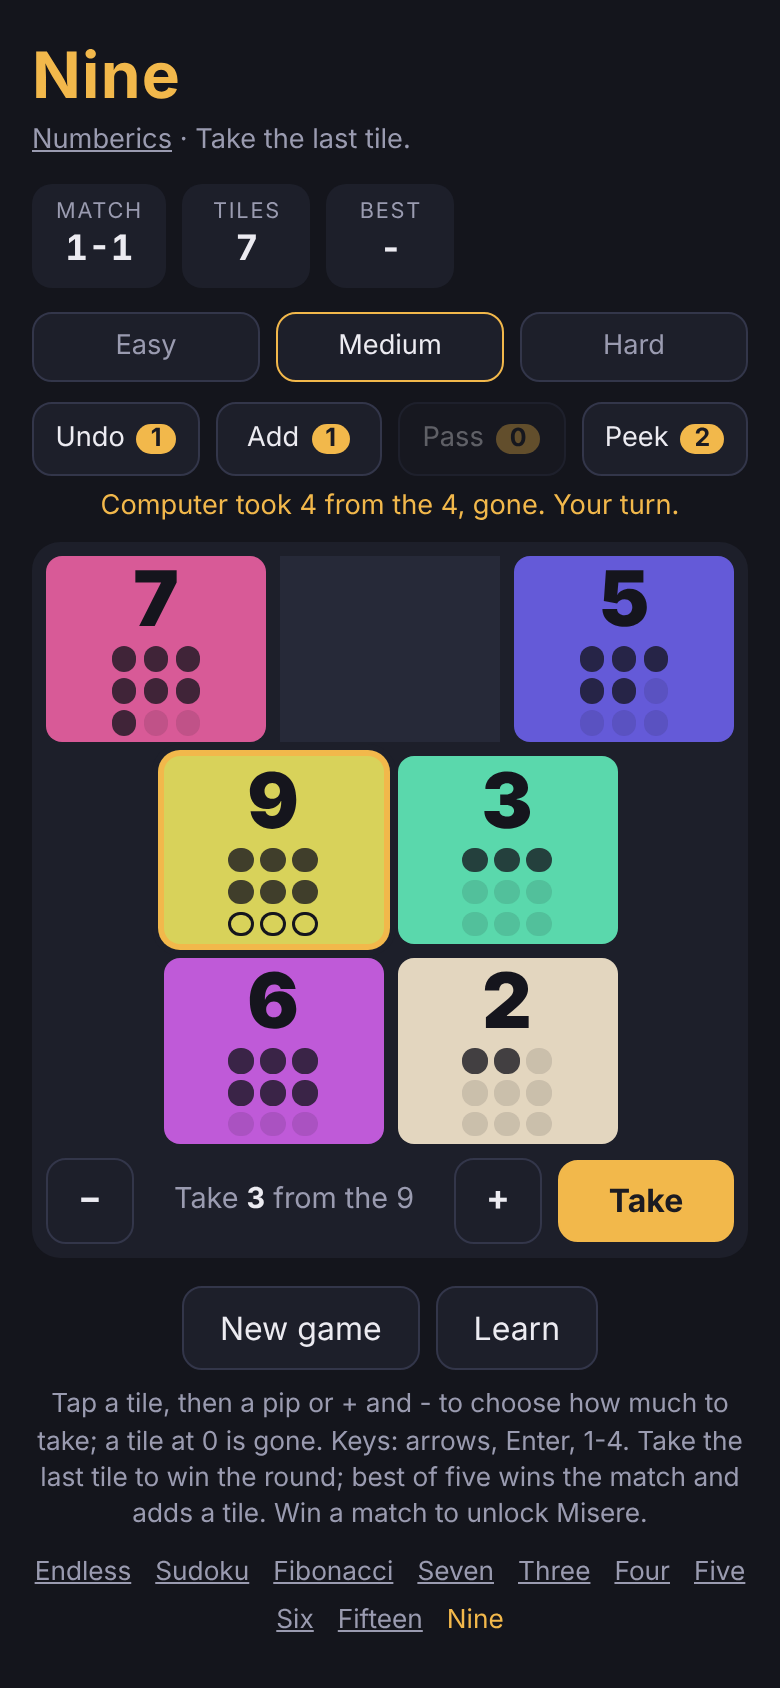 Nine
Numberics · Take the last tile.
MATCH TILES BEST
1-1 7 -
Easy Medium Hard
Undo 1 Add 1 Pass 0 Peek 2
Computer took 4 from the 4, gone. Your turn.
7 5
9 3
6 2
− Take 3 from the 9 + Take
New game Learn
Tap a tile, then a pip or + and - to choose how much to
take; a tile at 0 is gone. Keys: arrows, Enter, 1-4. Take the
last tile to win the round; best of five wins the match and
adds a tile. Win a match to unlock Misere.
Endless Sudoku Fibonacci Seven Three Four Five
Six Fifteen Nine